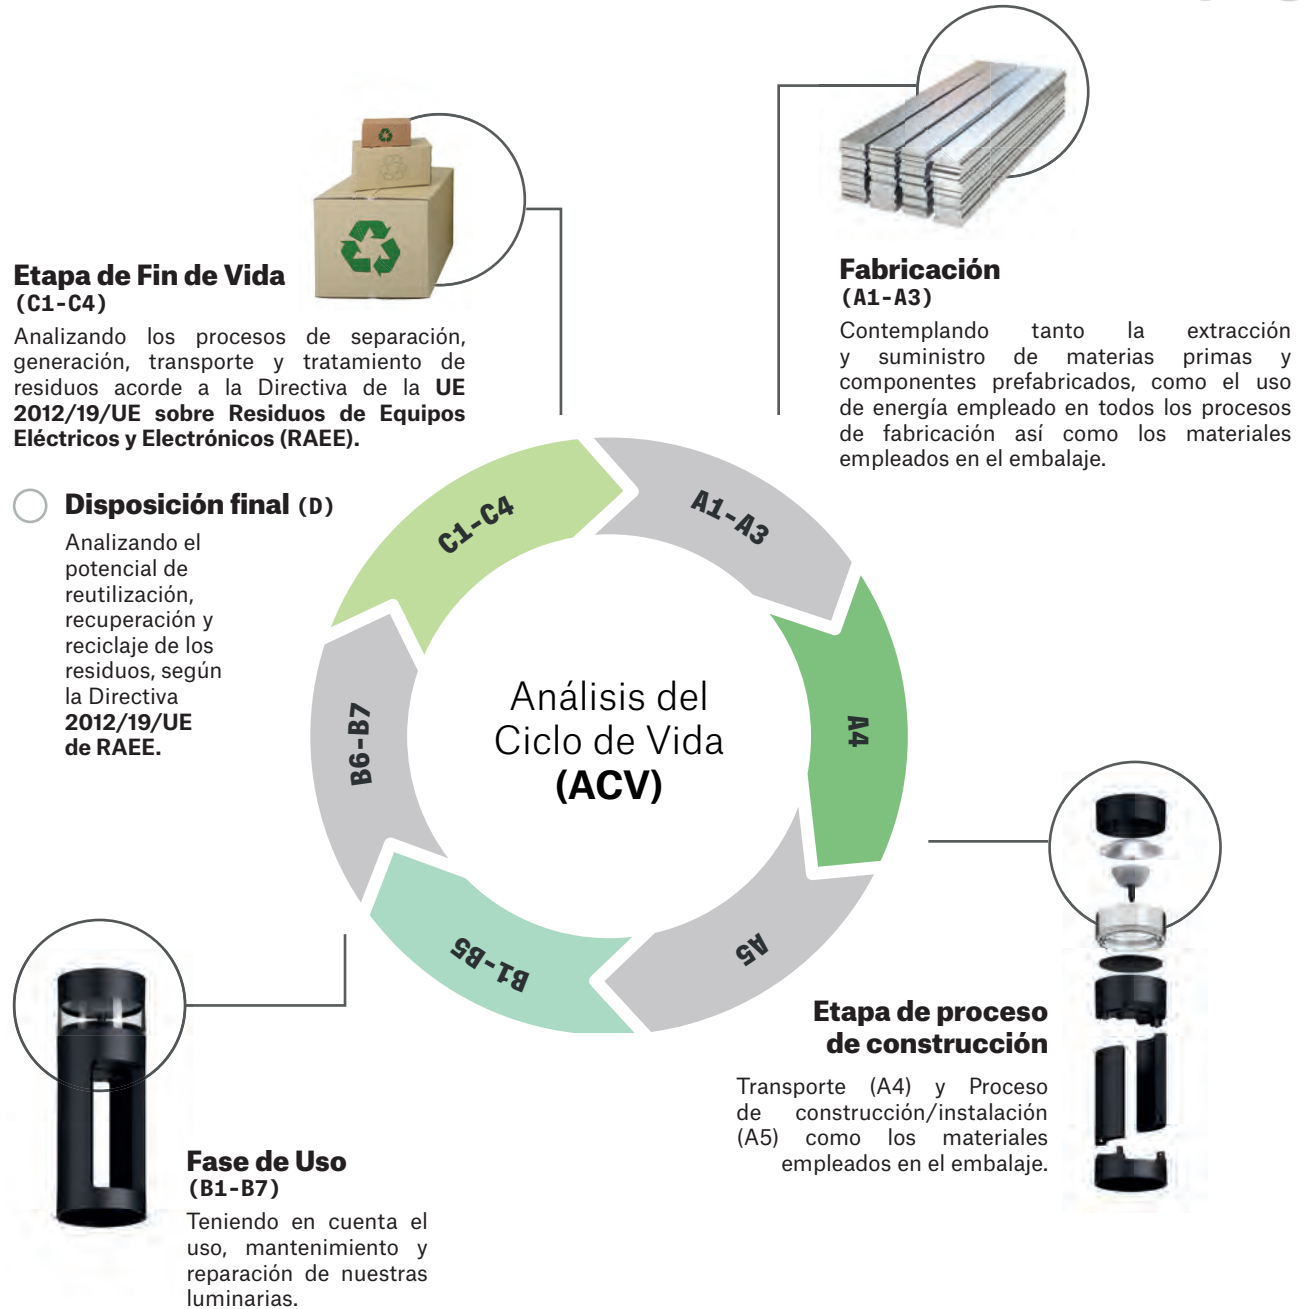 Etapa de Fin de Vida
(C1-C4)
Analizando los procesos de separación,
generación, transporte y tratamiento de
residuos acorde a la Directiva de la UE
2012/19/UE sobre Residuos de Equipos
Eléctricos y Electrónicos (RAEE).
Disposición final (D)
Analizando el
potencial de
reutilización,
recuperación y
reciclaje de los
residuos, según
la Directiva
2012/19/UE
de RAEE.
Fabricación
(A1-A3)
Contemplando tanto la extracción
y suministro de materias primas y
componentes prefabricados, como el uso
de energía empleado en todos los procesos
de fabricación así como los materiales
empleados en el embalaje.
C1-C4
A1-A3
A4
A5
B1-B5
B6-B7
Análisis del
Ciclo de Vida
(ACV)
Etapa de proceso
de construcción
Transporte (A4) y Proceso
de construcción/instalación
(A5) como los materiales
empleados en el embalaje.
Fase de Uso
(B1-B7)
Teniendo en cuenta el
uso, mantenimiento y
reparación de nuestras
luminarias.